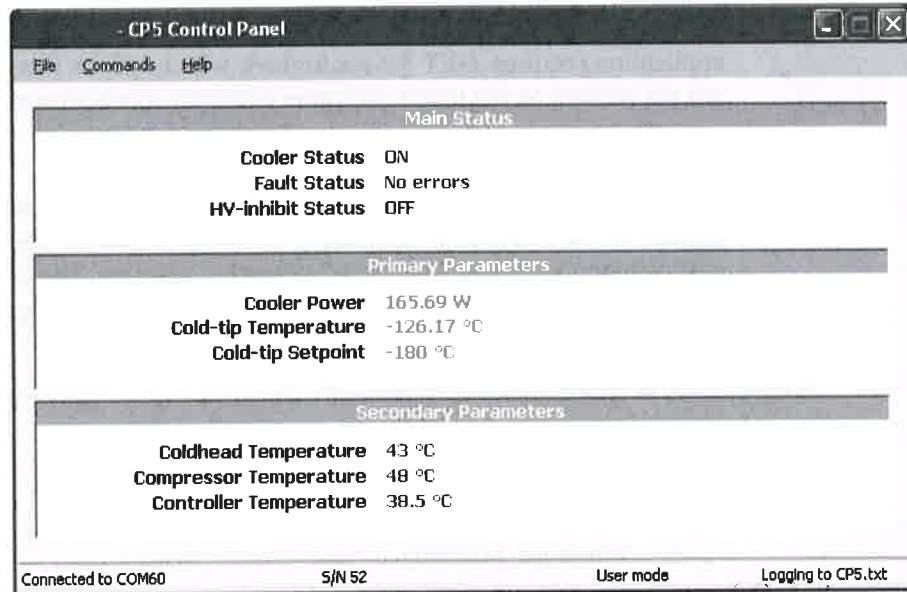 - CP5 Control Panel
File Commands Help
Main Status
Cooler Status ON
Fault Status No errors
HV-inhibit Status OFF
Primary Parameters
Cooler Power 165.69 W
Cold-tip Temperature -126.17 °C
Cold-tip Setpoint -180 °C
Secondary Parameters
Coldhead Temperature 43 °C
Compressor Temperature 48 °C
Controller Temperature 38.5 °C
Connected to COM60 S/N 52 User mode Logging to CP5.txt